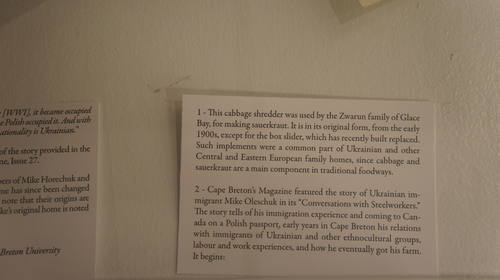 [WWI], it became occupied
Polish occupied it. And with
nationality is Ukrainian."
of the story provided in the
Issue 27.
of Mike Horechuk and
has since been changed
note that their origins are
original home is noted
Breton University
1 - This cabbage shredder was used by the Zwarun family of Glace
Bay, for making sauerkraut. It is in its original form, from the early
1900s, except for the box slider, which has recently built replaced.
Such implements were a common part of Ukrainian and other
Central and Eastern European family homes, since cabbage and
sauerkraut are a main component in traditional foodways.
2 - Cape Breton's Magazine featured the story of Ukrainian im-
migrant Mike Oleschuk in its "Conversations with Steelworkers."
The story tells of his immigration experience and coming to Can-
ada on a Polish passport, early years in Cape Breton his relations
with immigrants of Ukrainian and other ethnocultural groups,
labour and work experiences, and how he eventually got his farm.
It begins: